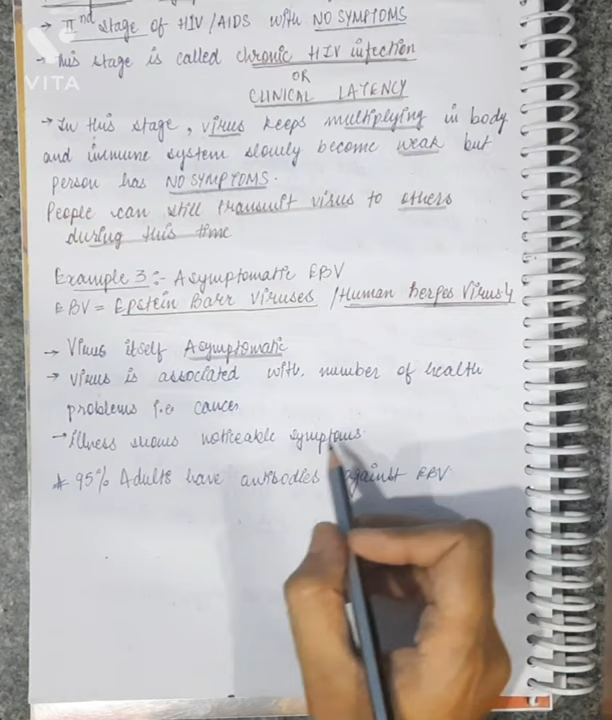 → IInd stage of HIV/AIDS with NO SYMPTOMS
→ This stage is called chronic HIV infection
OR
CLINICAL LATENCY
→ In this stage, virus keeps multiplying in body
and immune system slowly become weak but
person has NO SYMPTOMS.
People can still transmit virus to others
during this time
Example 3:- Asymptomatic EBV
EBV = Epstein Barr Viruses / Human herpes Virus 4
→ Virus itself Asymptomatic
→ Virus is associated with number of health
problems i.e cancer
→ illness shows noticeable symptoms
* 95% Adults have antibodies against EBV
VITA